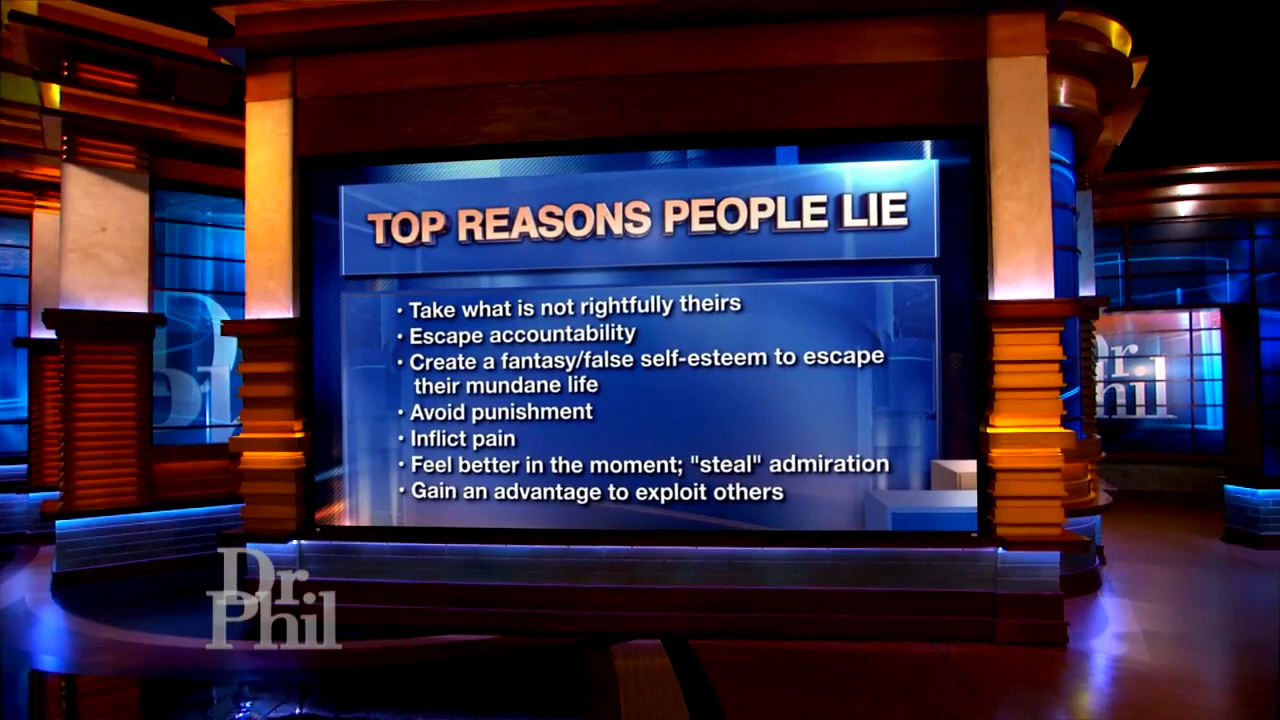 TOP REASONS PEOPLE LIE
• Take what is not rightfully theirs
• Escape accountability
• Create a fantasy/false self-esteem to escape
their mundane life
• Avoid punishment
• Inflict pain
• Feel better in the moment; "steal" admiration
• Gain an advantage to exploit others
Dr.
Phil
Dr.
Phil